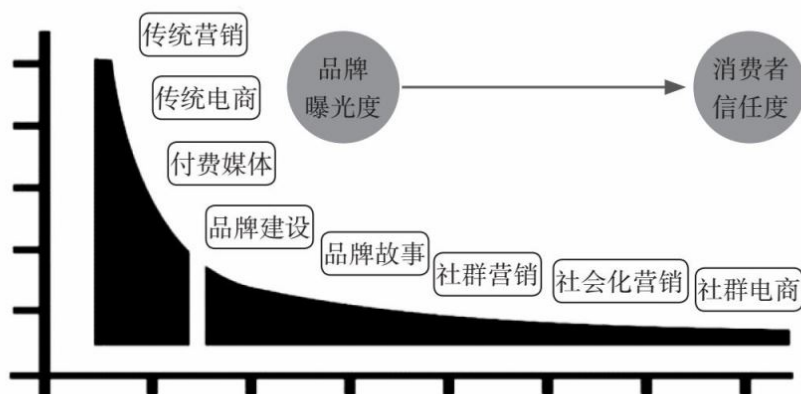 传统营销
传统电商
付费媒体
品牌建设
品牌故事
社群营销
社会化营销
社群电商
品牌
曝光度
消费者
信任度